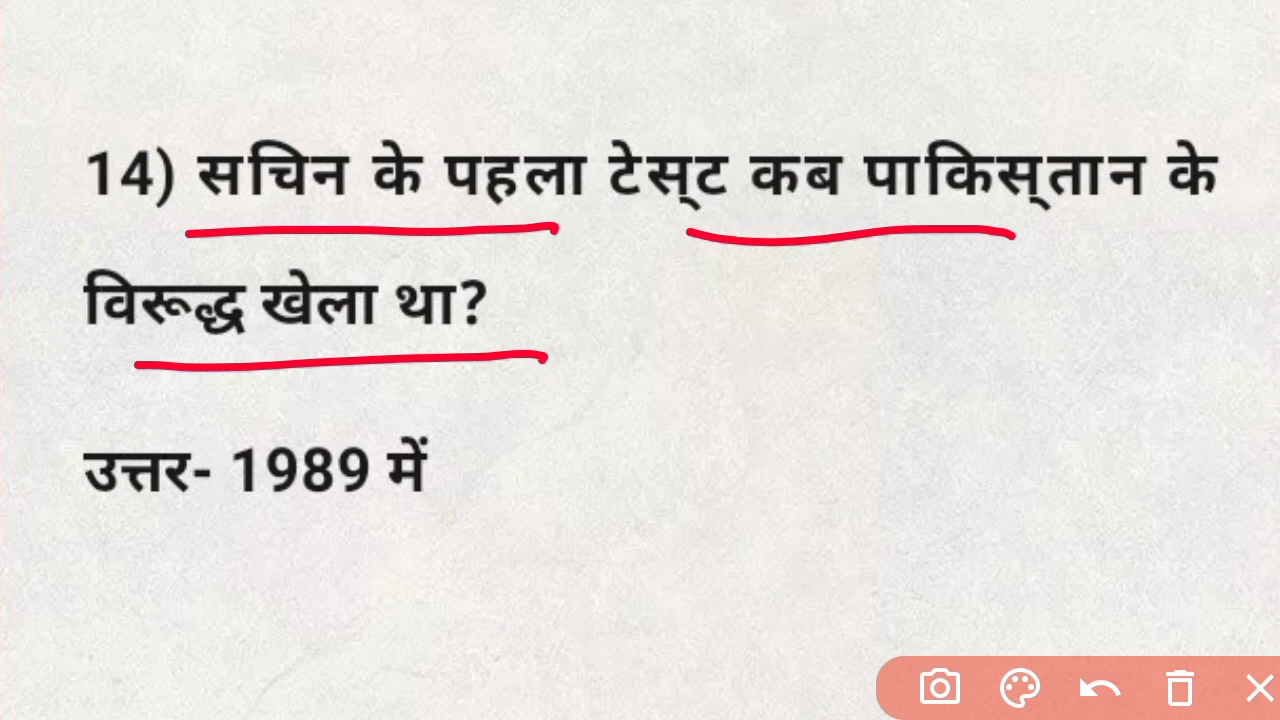 14) सचिन के पहला टेस्ट कब पाकिस्तान के
विरूद्ध खेला था?
उत्तर- 1989 में